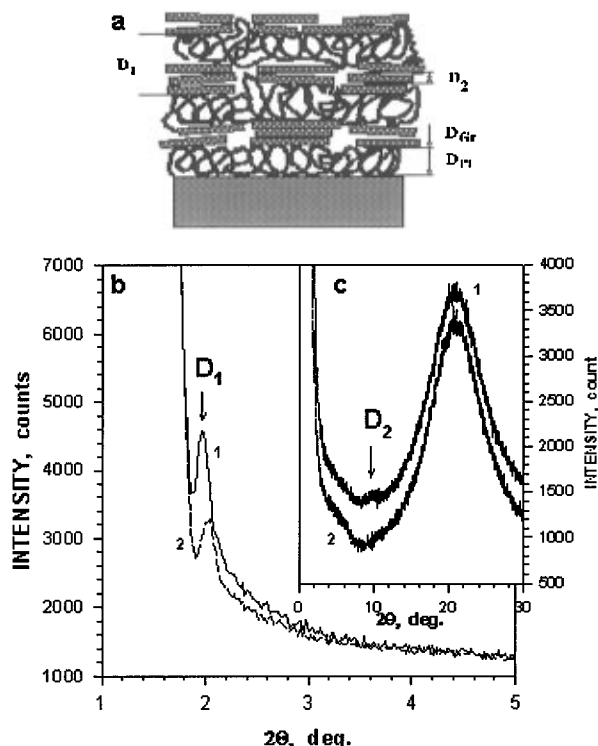 a
D1
D2
DGr
DPl
7000
6000
5000
4000
3000
2000
1000
INTENSITY, counts
b
D1
1
2
1 2 3 4 5
2Θ, deg.
c
D2
1
2
4000
3500
3000
2500
2000
1500
1000
500
INTENSITY, count
0 10 20 30
2Θ, deg.